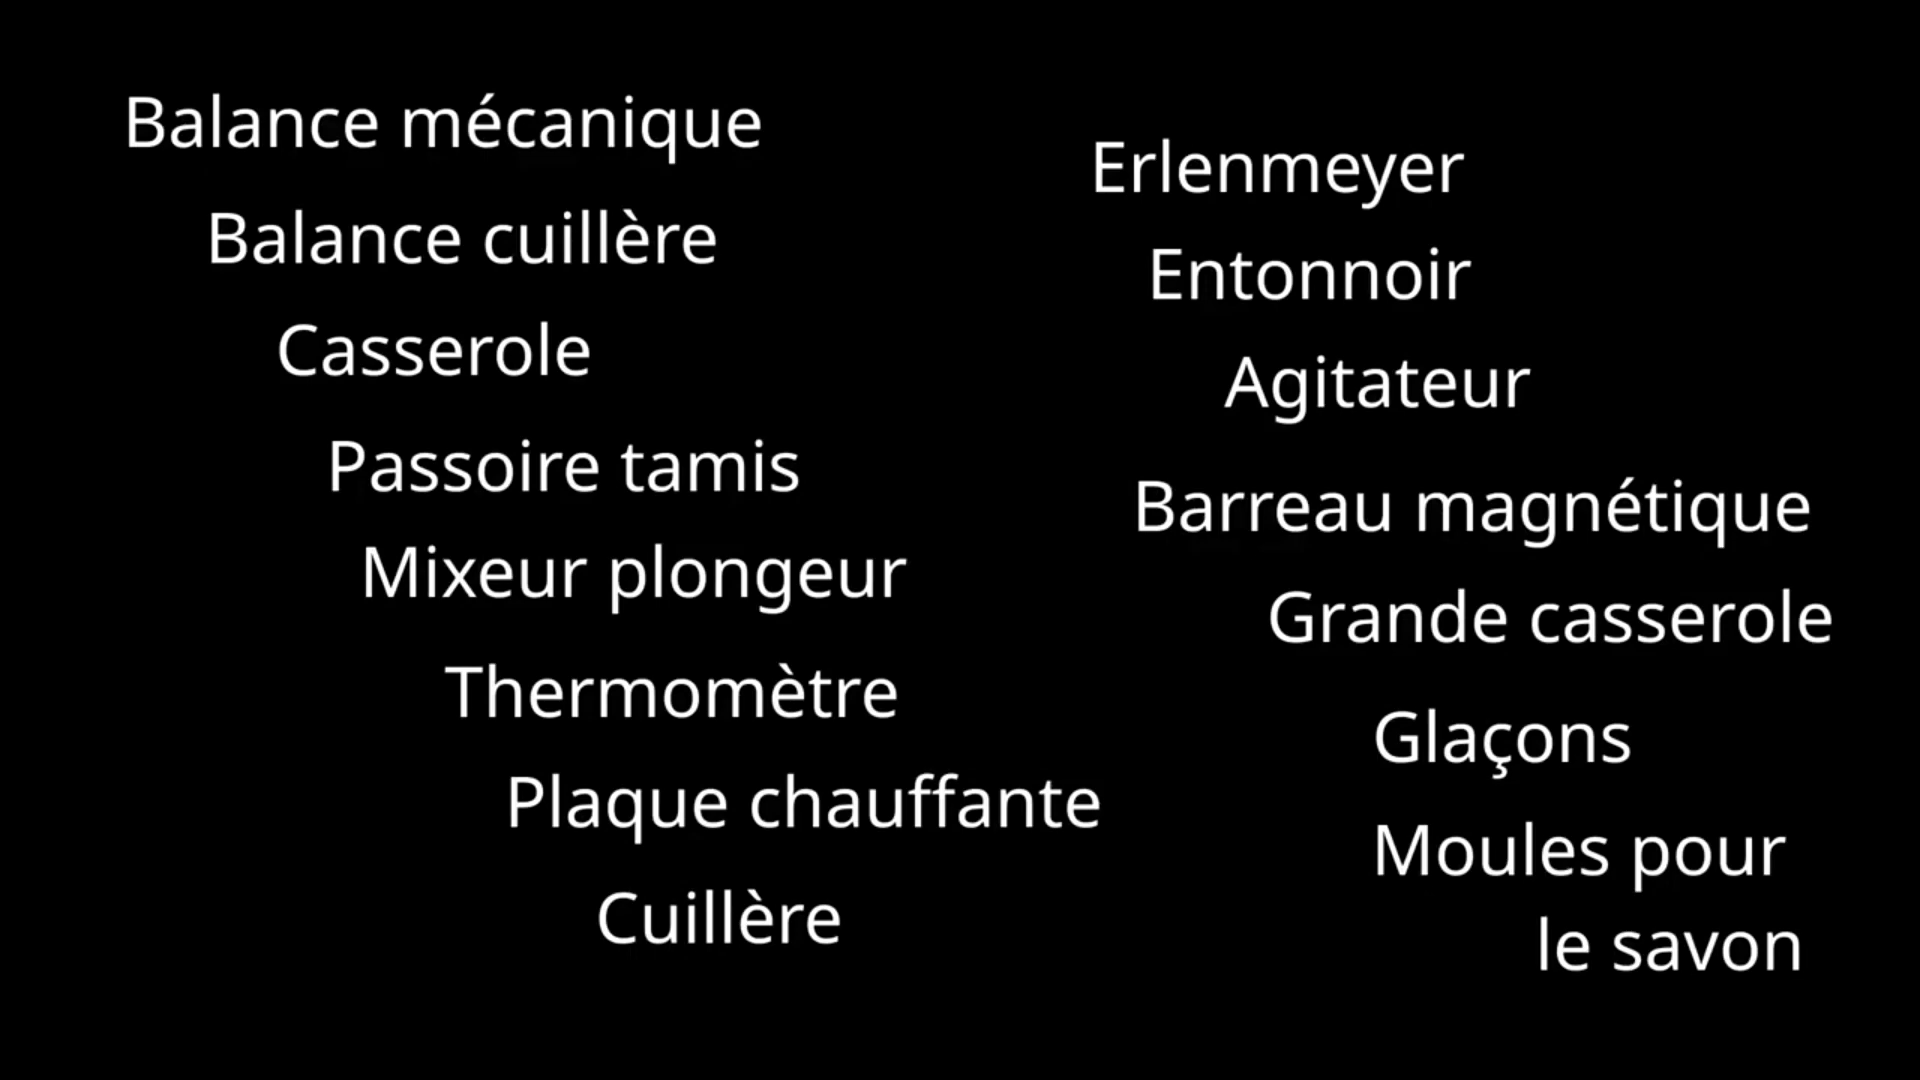 Balance mécanique
Balance cuillère
Casserole
Passoire tamis
Mixeur plongeur
Thermomètre
Plaque chauffante
Cuillère
Erlenmeyer
Entonnoir
Agitateur
Barreau magnétique
Grande casserole
Glaçons
Moules pour
le savon